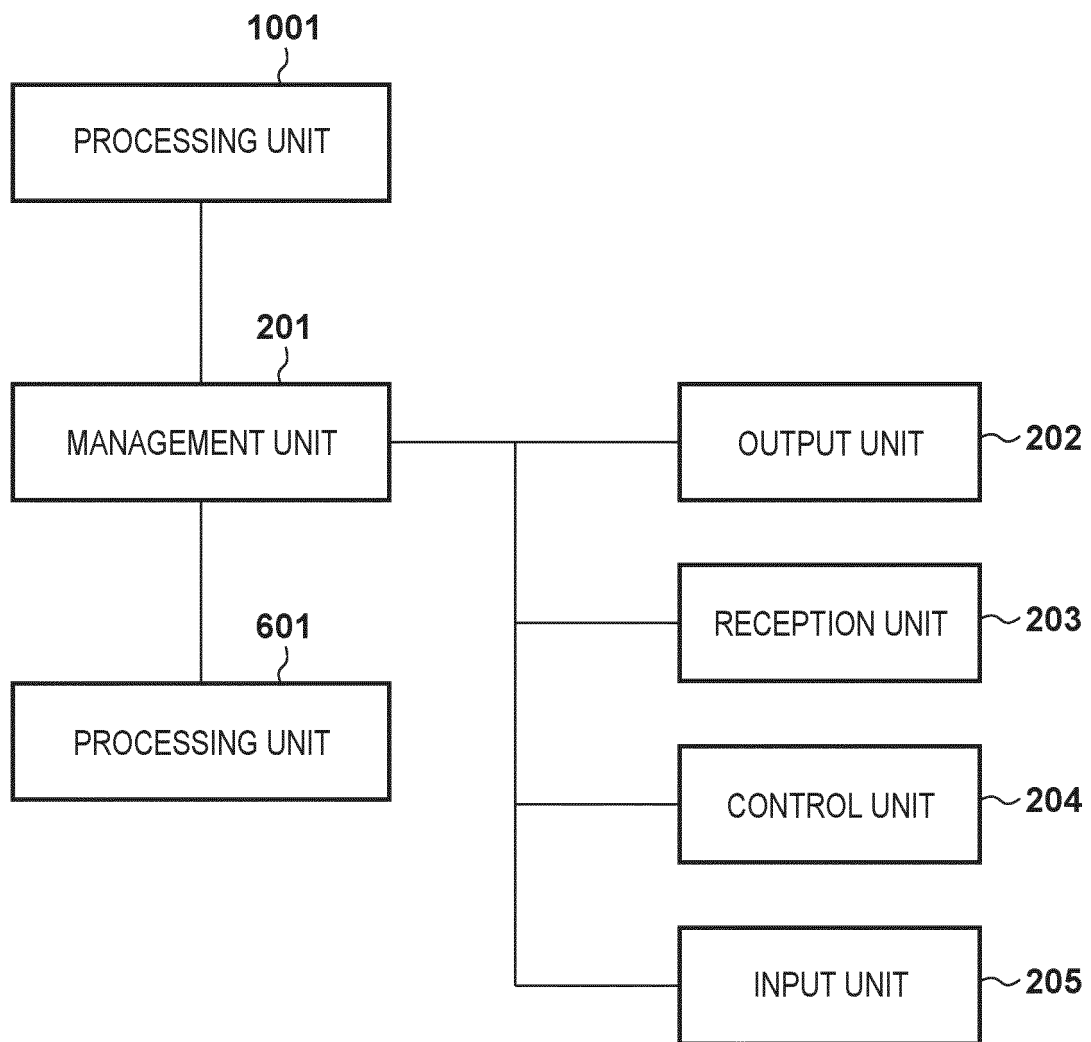 1001
PROCESSING UNIT
201
MANAGEMENT UNIT
OUTPUT UNIT
202
RECEPTION UNIT
203
601
PROCESSING UNIT
CONTROL UNIT
204
INPUT UNIT
205